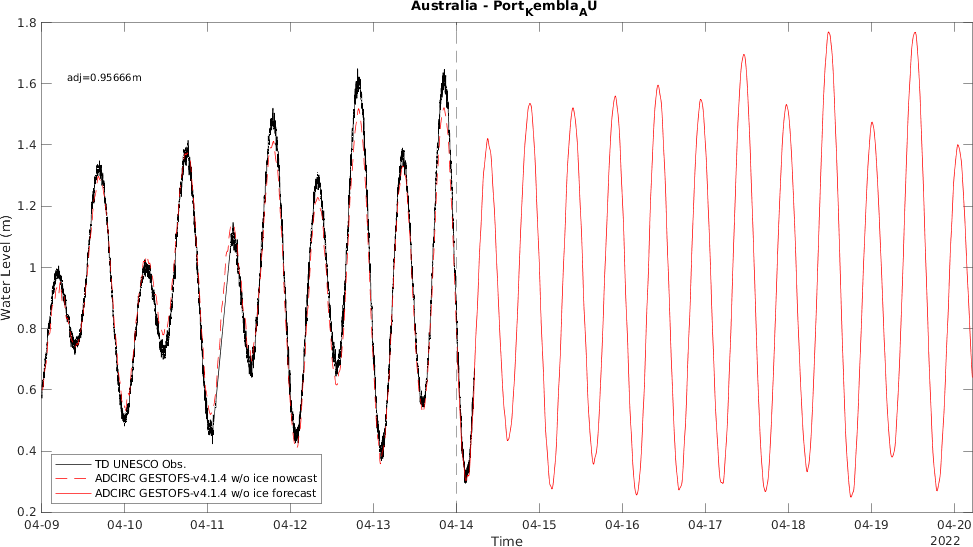 Australia - Port_Kembla_AU
1.8
adj=0.95666m
1.6
1.4
1.2
1
0.8
0.6
0.4
0.2
Water Level (m)
TD UNESCO Obs.
ADCIRC GESTOFS-v4.1.4 w/o ice nowcast
ADCIRC GESTOFS-v4.1.4 w/o ice forecast
04-09 04-10 04-11 04-12 04-13 04-14 04-15 04-16 04-17 04-18 04-19 04-20
Time
2022